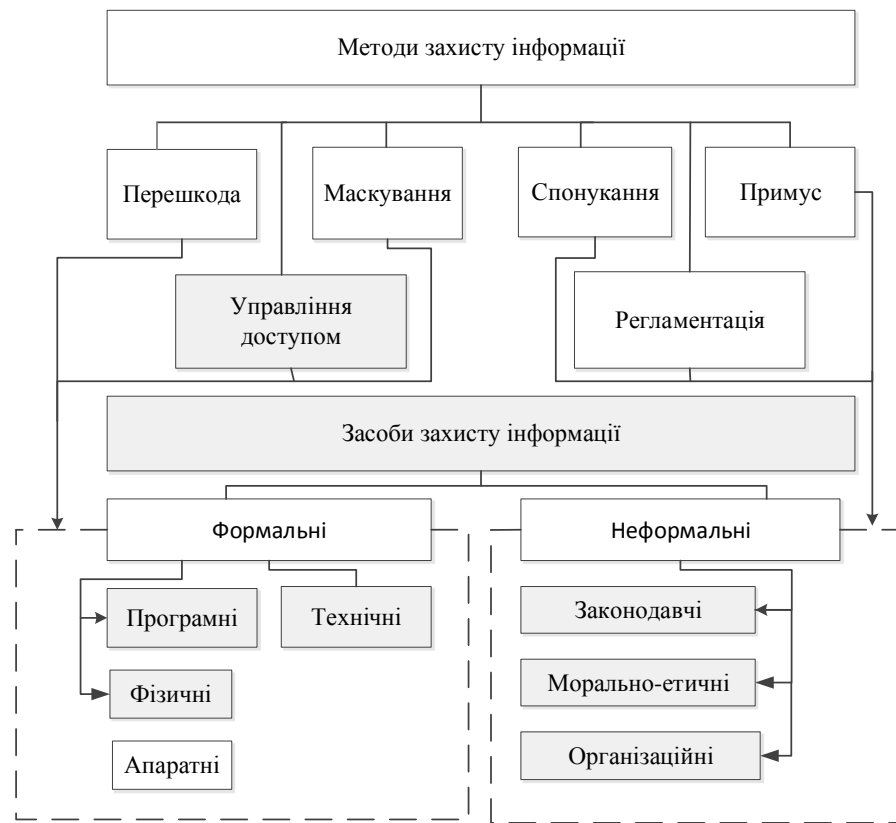 Методи захисту інформації
Перешкода
Маскування
Спонукання
Примус
Управління
доступом
Регламентація
Засоби захисту інформації
Формальні
Неформальні
Програмні
Технічні
Законодавчі
Фізичні
Морально-етичні
Апаратні
Організаційні